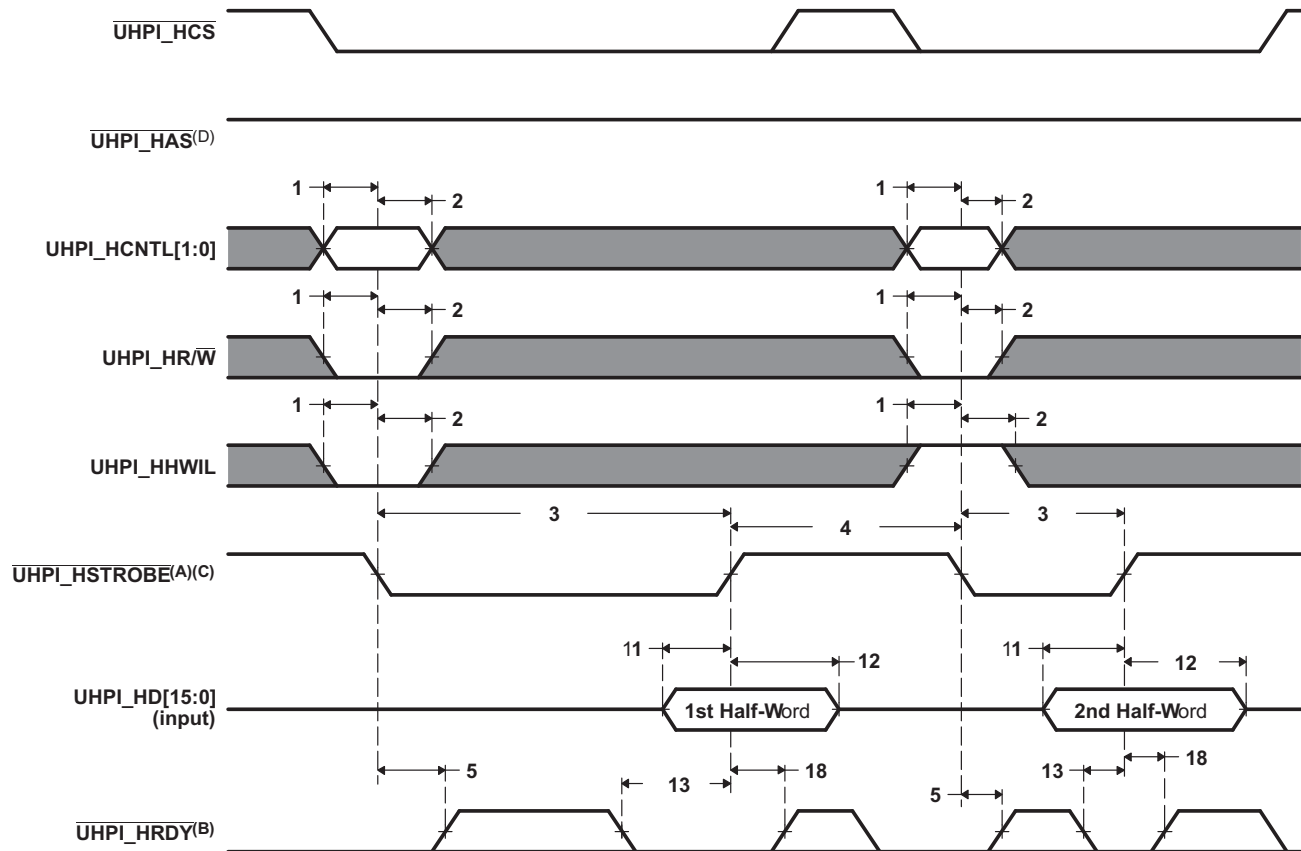 UHPI_HCS
UHPI_HAS(D)
1
2
1
2
UHPI_HCNTL[1:0]
1
2
1
2
UHPI_HR/W
1
2
1
2
UHPI_HHWIL
3
4
3
UHPI_HSTROBE(A)(C)
11
12
11
12
UHPI_HD[15:0]
(input)
1st Half-Word
2nd Half-Word
5
13
18
5
13
18
UHPI_HRDY(B)